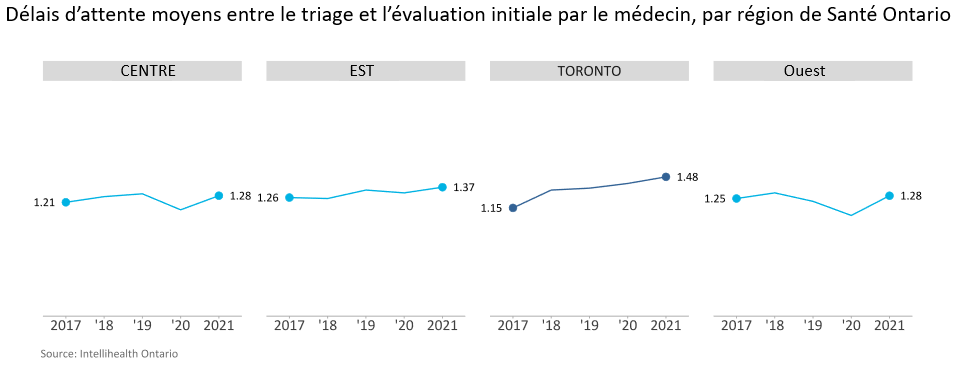 Délais d’attente moyens entre le triage et l’évaluation initiale par le médecin, par région de Santé Ontario
CENTRE
EST
TORONTO
Ouest
1.21
1.28
1.26
1.37
1.15
1.48
1.25
1.28
2017 '18 '19 '20 2021
2017 '18 '19 '20 2021
2017 '18 '19 '20 2021
2017 '18 '19 '20 2021
Source: Intellihealth Ontario